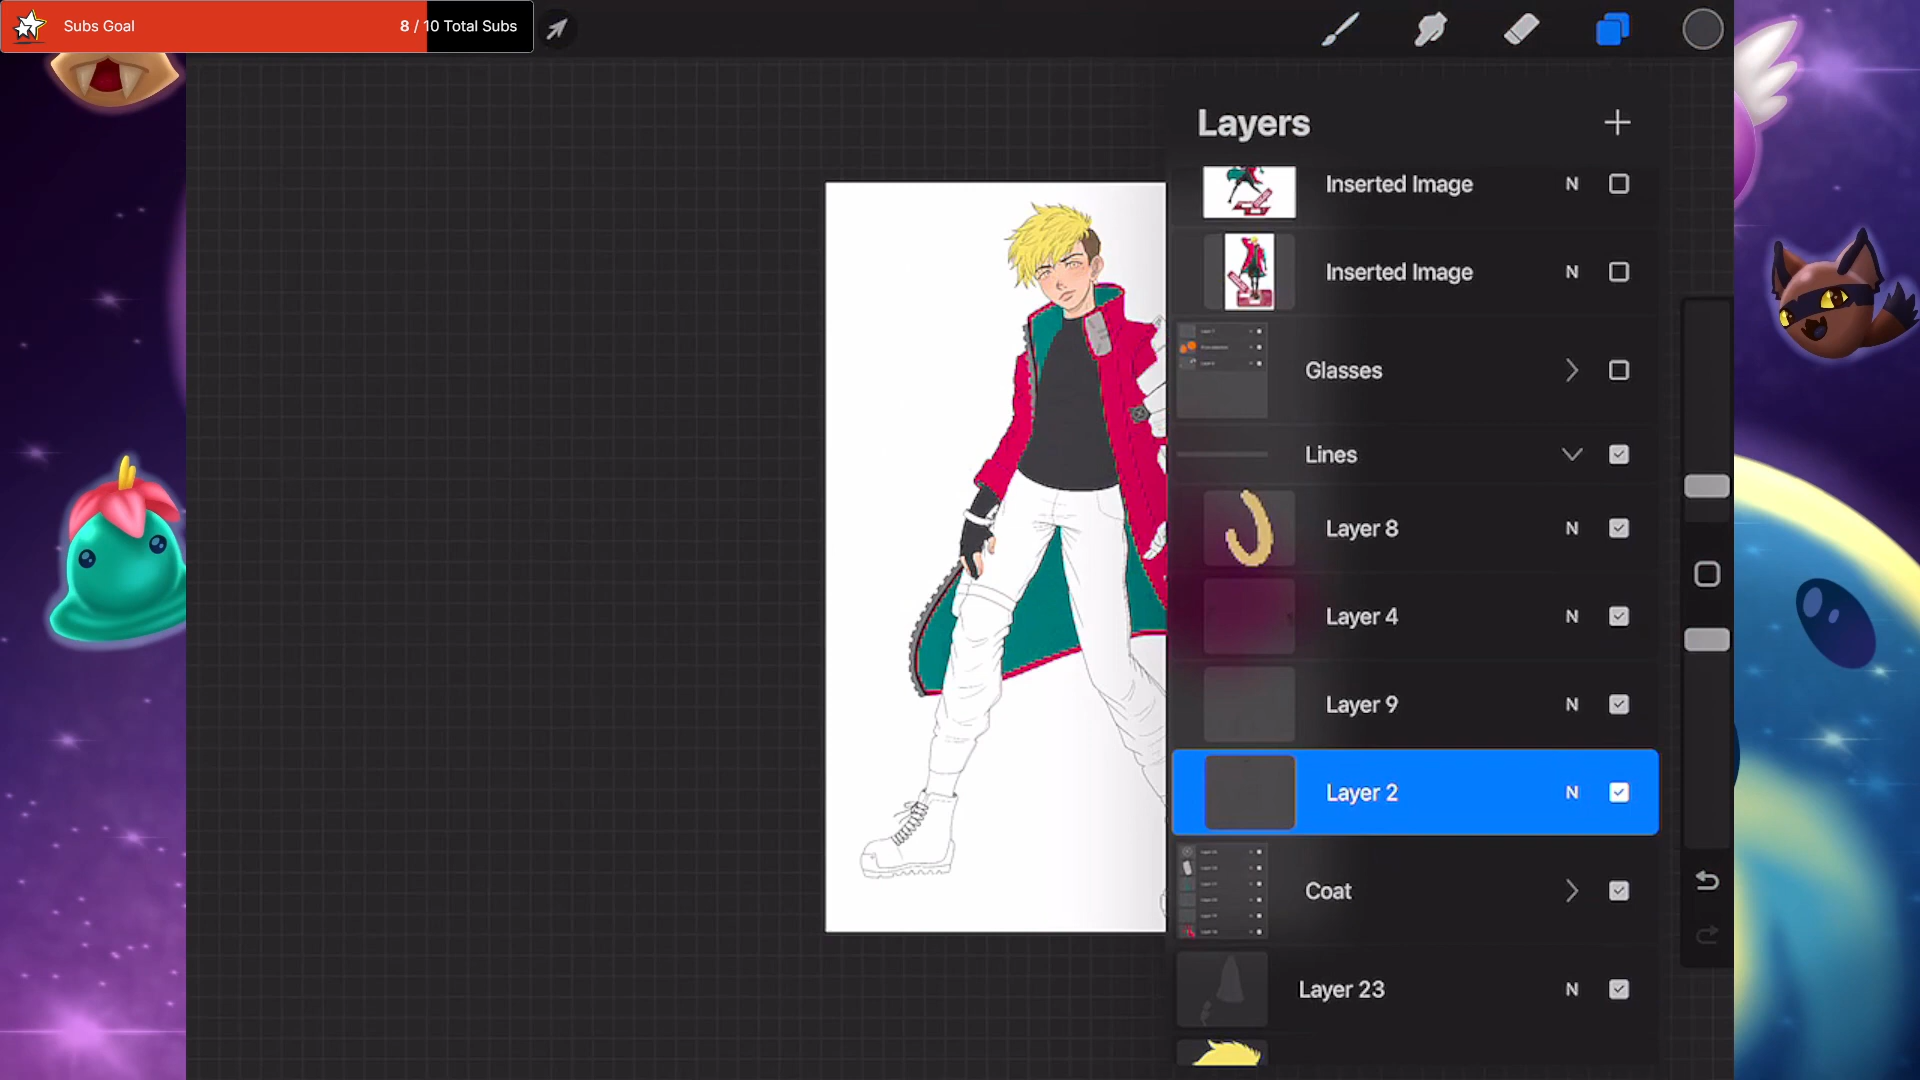 Subs Goal 8 / 10 Total Subs
Layers
Inserted Image N
Inserted Image N
Glasses
Lines
Layer 8 N
Layer 4 N
Layer 9 N
Layer 2 N
Coat
Layer 23 N